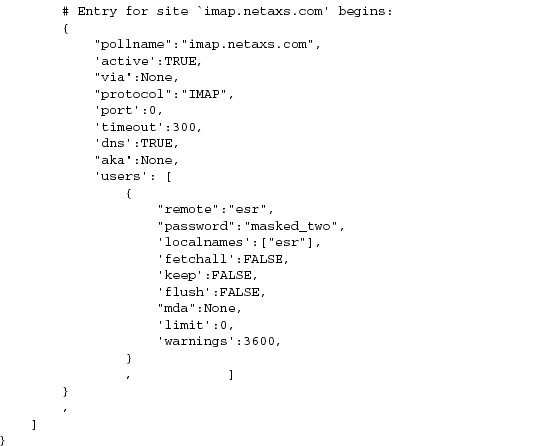 # Entry for site `imap.netaxs.com' begins:
{
"pollname":"imap.netaxs.com",
'active':TRUE,
"via":None,
"protocol":"IMAP",
'port':0,
'timeout':300,
'dns':TRUE,
"aka":None,
'users': [
{
"remote":"esr",
"password":"masked_two",
'localnames':["esr"],
'fetchall':FALSE,
'keep':FALSE,
'flush':FALSE,
"mda":None,
'limit':0,
'warnings':3600,
}
, ]
}
,
]
}